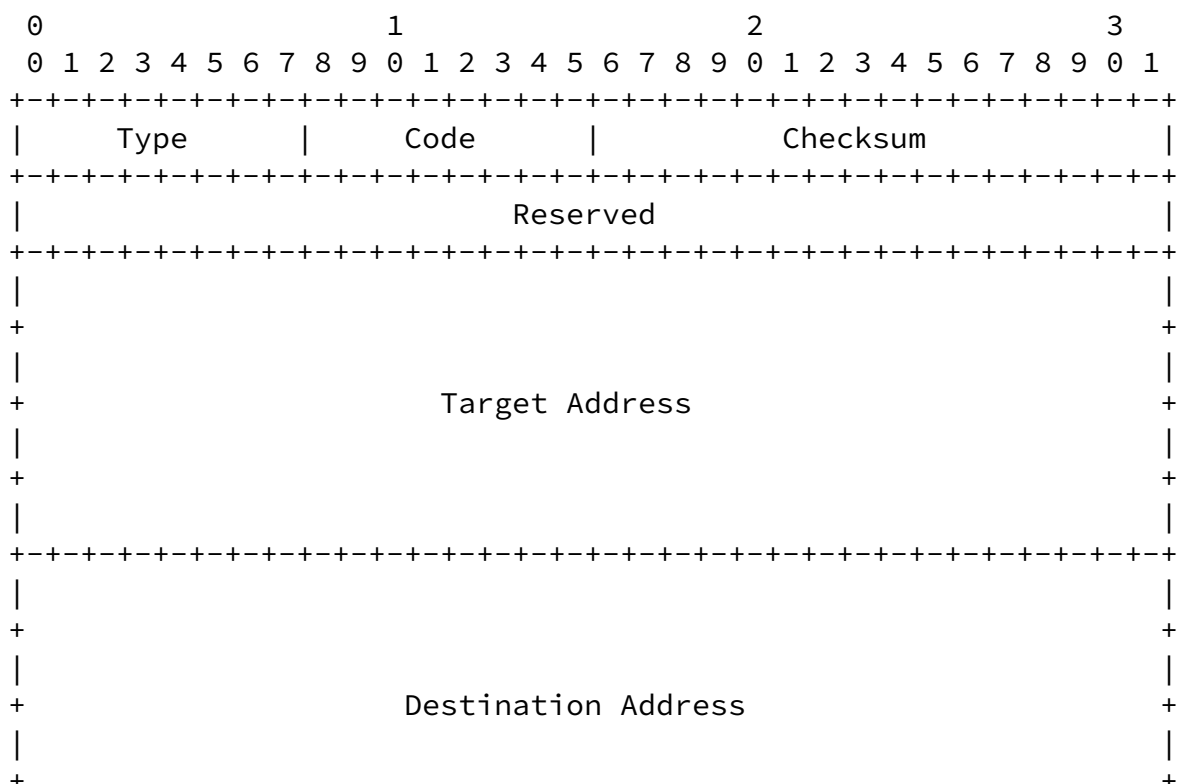 0                   1                   2                   3
 0 1 2 3 4 5 6 7 8 9 0 1 2 3 4 5 6 7 8 9 0 1 2 3 4 5 6 7 8 9 0 1
+-+-+-+-+-+-+-+-+-+-+-+-+-+-+-+-+-+-+-+-+-+-+-+-+-+-+-+-+-+-+-+-+
|     Type      |     Code      |          Checksum             |
+-+-+-+-+-+-+-+-+-+-+-+-+-+-+-+-+-+-+-+-+-+-+-+-+-+-+-+-+-+-+-+-+
|                           Reserved                            |
+-+-+-+-+-+-+-+-+-+-+-+-+-+-+-+-+-+-+-+-+-+-+-+-+-+-+-+-+-+-+-+-+
|                                                               |
+                                                               +
|                                                               |
+                       Target Address                          +
|                                                               |
+                                                               +
|                                                               |
+-+-+-+-+-+-+-+-+-+-+-+-+-+-+-+-+-+-+-+-+-+-+-+-+-+-+-+-+-+-+-+-+
|                                                               |
+                                                               +
|                                                               |
+                     Destination Address                       +
|                                                               |
+                                                               +